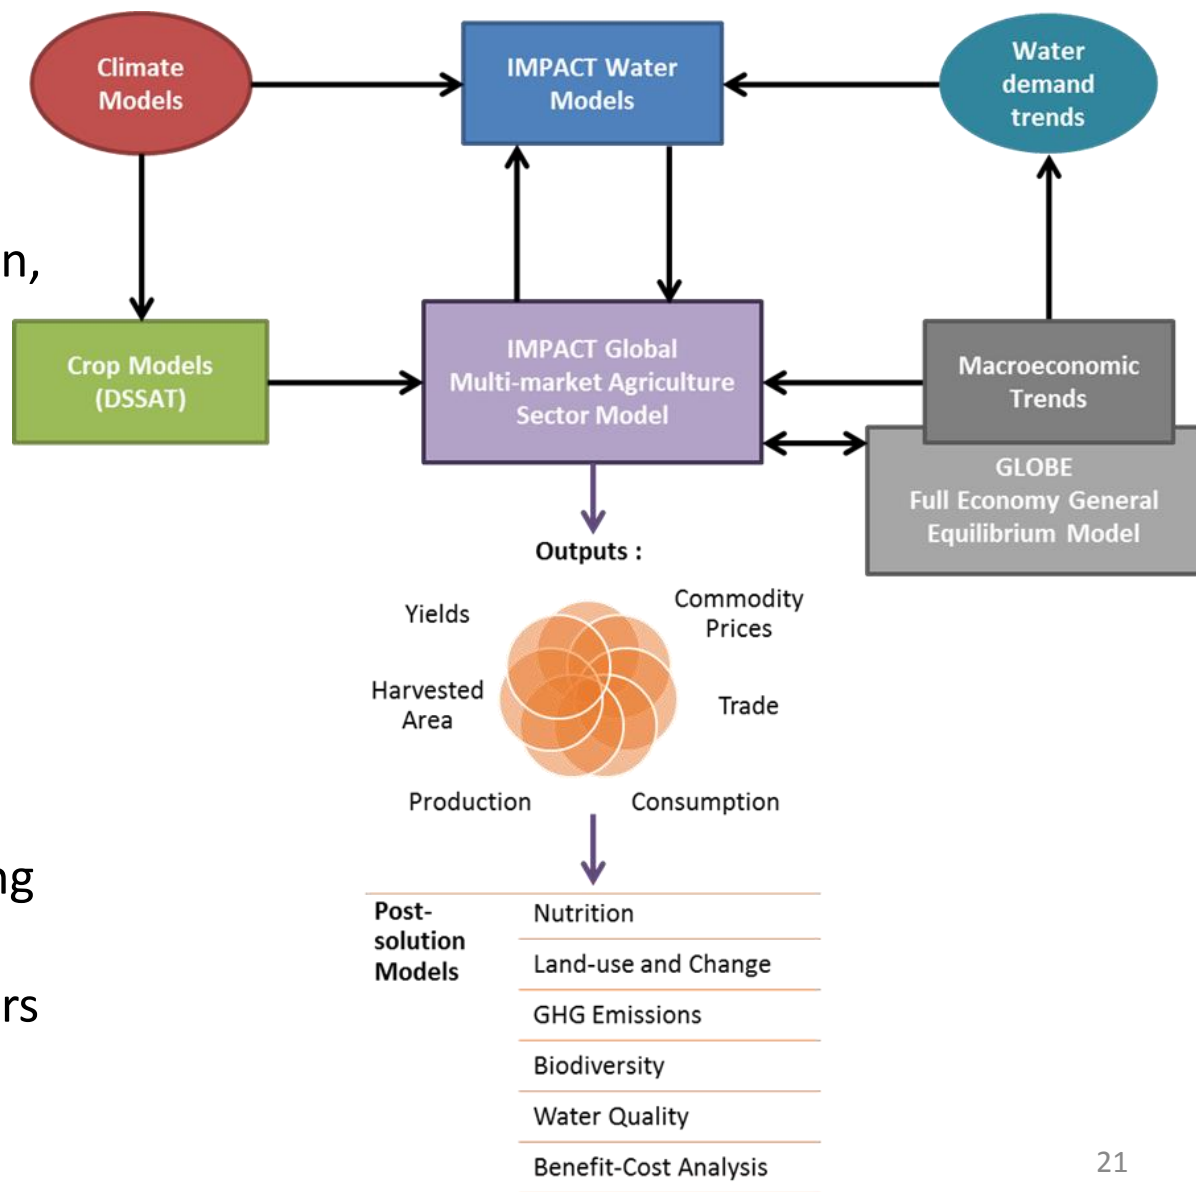 Climate
Models
IMPACT Water
Models
Water
demand
trends
n,
Crop Models
(DSSAT)
IMPACT Global
Multi-market Agriculture
Sector Model
Macroeconomic
Trends
GLOBE
Full Economy General
Equilibrium Model
Outputs :
Yields
Commodity
Prices
Harvested
Area
Trade
Production
Consumption
ng
rs
Post-
solution
Models
Nutrition
Land-use and Change
GHG Emissions
Biodiversity
Water Quality
Benefit-Cost Analysis
21